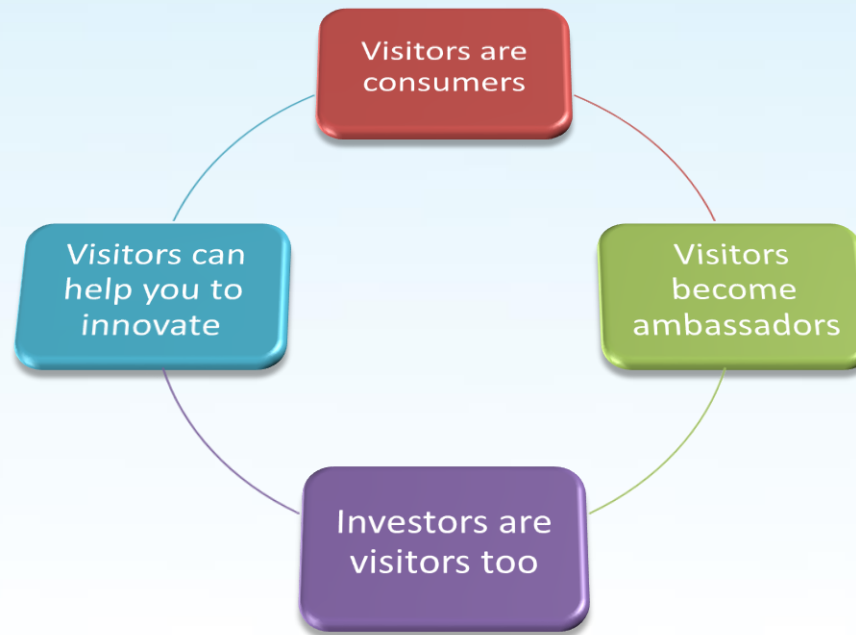 Visitors are
consumers
Visitors
become
ambassadors
Investors are
visitors too
Visitors can
help you to
innovate